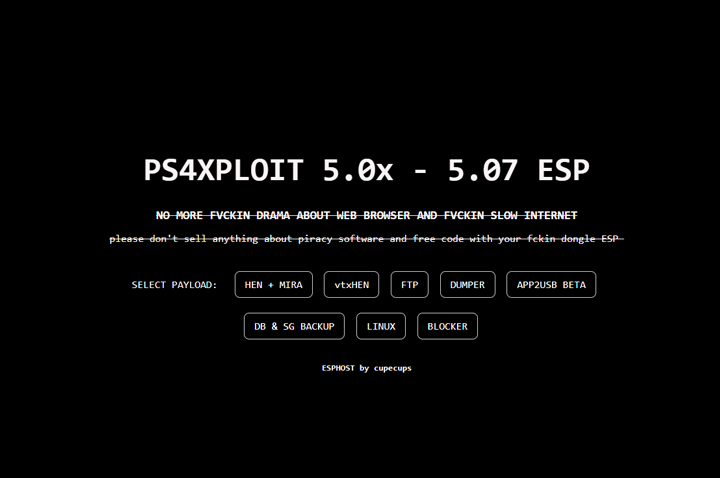 PS4XPLOIT 5.0x - 5.07 ESP
NO MORE FVCKIN DRAMA ABOUT WEB BROWSER AND FVCKIN SLOW INTERNET
please don't sell anything about piracy software and free code with your fckin dongle ESP
SELECT PAYLOAD: HEN + MIRA vtxHEN FTP DUMPER APP2USB BETA
DB & SG BACKUP LINUX BLOCKER
ESPHOST by cupecups